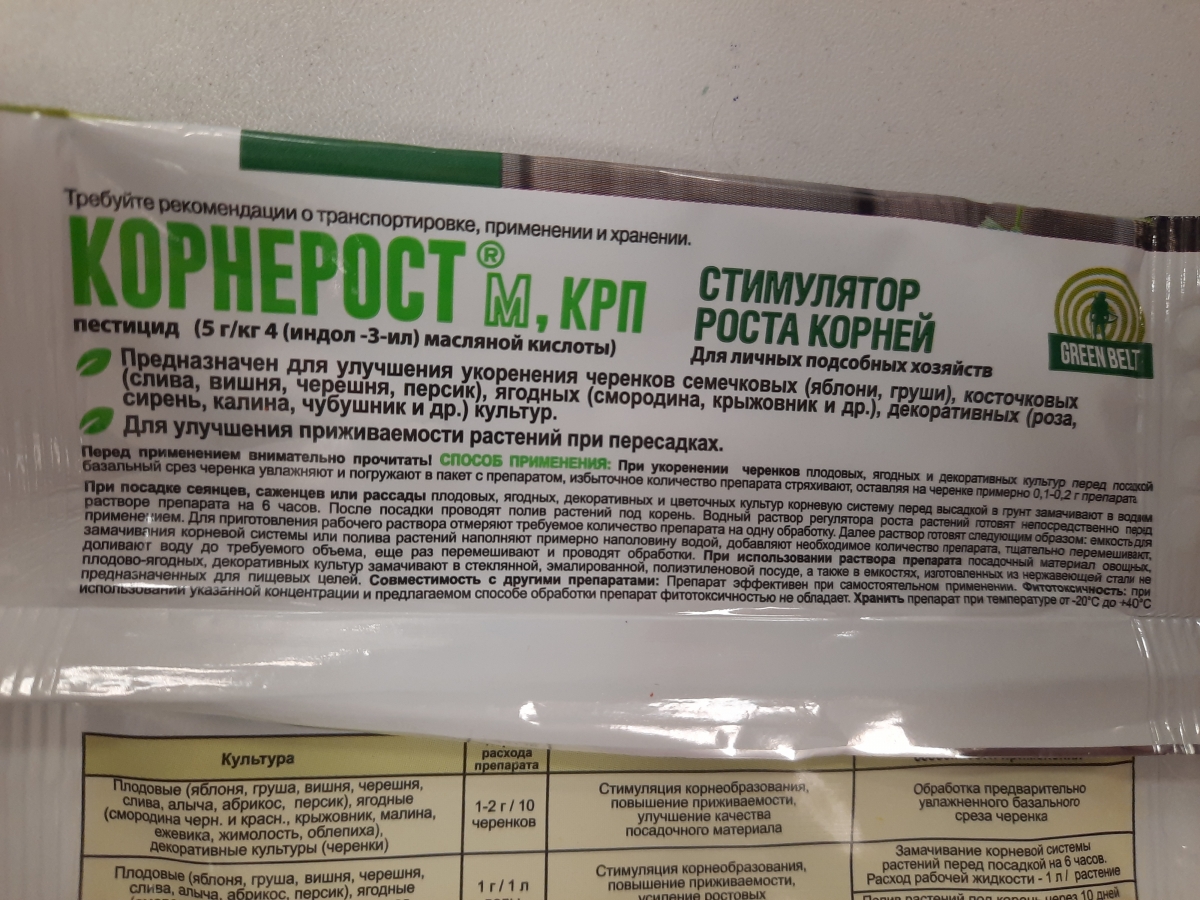 Требуйте рекомендации о транспортировке, применении и хранении.
КОРНЕРОСТ® М, КРП
пестицид (5 г/кг 4 (индол -3-ил) масляной кислоты)
СТИМУЛЯТОР
РОСТА КОРНЕЙ
Для личных подсобных хозяйств
GREEN BELT
Предназначен для улучшения укоренения черенков семечковых (яблони, груши), косточковых
(слива, вишня, черешня, персик), ягодных (смородина, крыжовник и др.), декоративных (роза,
сирень, калина, чубушник и др.) культур.
Для улучшения приживаемости растений при пересадках.
Перед применением внимательно прочитать! СПОСОБ ПРИМЕНЕНИЯ: При укоренении черенков плодовых, ягодных и декоративных культур перед посадкой
базальный срез черенка увлажняют и погружают в пакет с препаратом, избыточное количество препарата стряхивают, оставляя на черенке примерно 0,1-0,2 г препарата.
При посадке сеянцев, саженцев или рассады плодовых, ягодных, декоративных и цветочных культур корневую систему перед высадкой в грунт замачивают в водном
растворе препарата на 6 часов. После посадки проводят полив растений под корень. Водный раствор регулятора роста растений готовят непосредственно перед
применением. Для приготовления рабочего раствора отмеряют требуемое количество препарата на одну обработку. Далее раствор готовят следующим образом: емкость для
замачивания корневой системы или полива растений наполняют примерно наполовину водой, добавляют необходимое количество препарата, тщательно перемешивают,
доливают воду до требуемого объема, еще раз перемешивают и проводят обработки. При использовании раствора препарата посадочный материал овощных,
плодово-ягодных, декоративных культур замачивают в стеклянной, эмалированной, полиэтиленовой посуде, а также в емкостях, изготовленных из нержавеющей стали не
предназначенных для пищевых целей. Совместимость с другими препаратами: Препарат эффективен при самостоятельном применении. Фитотоксичность: при
использовании указанной концентрации и предлагаемом способе обработки препарат фитотоксичностью не обладает. Хранить препарат при температуре от -20°С до +40°С
Культура
расхода
препарата
Плодовые (яблоня, груша, вишня, черешня,
слива, алыча, абрикос, персик), ягодные
(смородина черн. и красн., крыжовник, малина,
ежевика, жимолость, облепиха),
декоративные культуры (черенки)
1-2 г / 10
черенков
Стимуляция корнеобразования,
повышение приживаемости,
улучшение качества
посадочного материала
Обработка предварительно
увлажненного базального
среза черенка
Плодовые (яблоня, груша, вишня, черешня,
слива, алыча, абрикос, персик), ягодные
1 г / 1 л
Стимуляция корнеобразования,
повышение приживаемости,
усиление ростовых
Замачивание корневой системы
растений перед посадкой на 6 часов.
Расход рабочей жидкости - 1 л / растение
Полив растений под корень через 10 дней